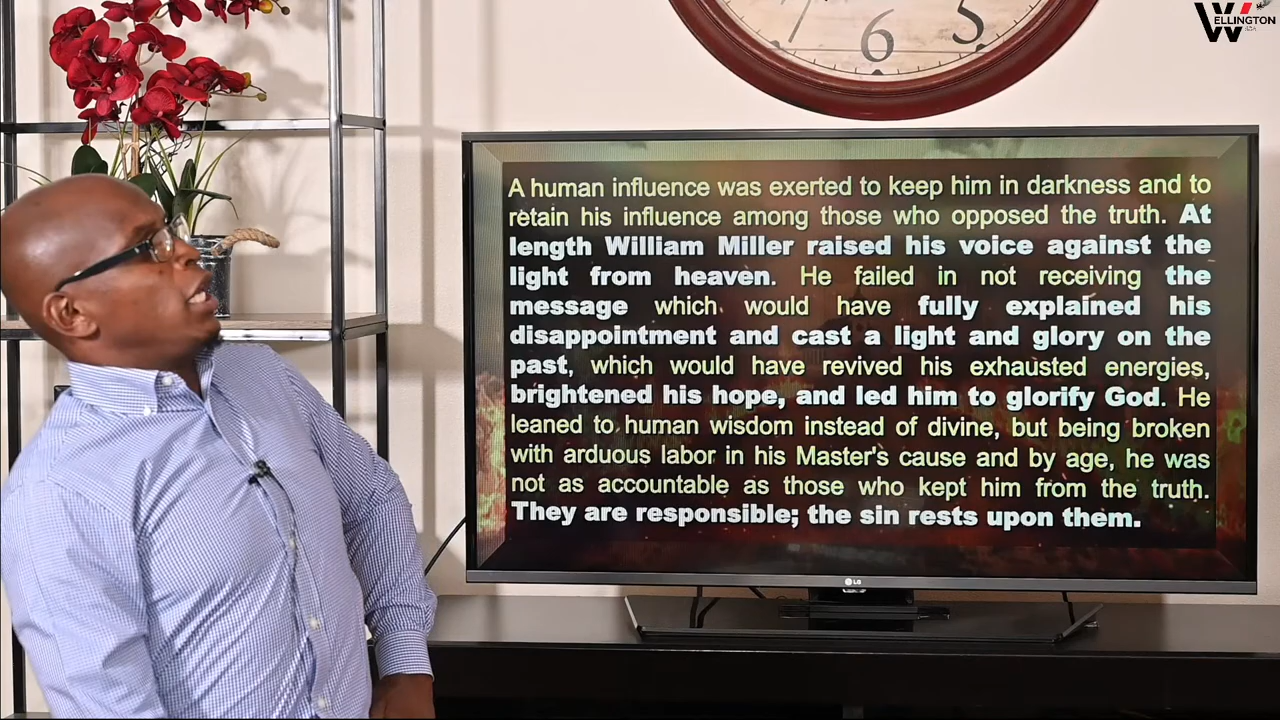 WELLINGTON
7 6 5
A human influence was exerted to keep him in darkness and to
retain his influence among those who opposed the truth. At
length William Miller raised his voice against the
light from heaven. He failed in not receiving the
message which would have fully explained his
disappointment and cast a light and glory on the
past, which would have revived his exhausted energies,
brightened his hope, and led him to glorify God. He
leaned to human wisdom instead of divine, but being broken
with arduous labor in his Master's cause and by age, he was
not as accountable as those who kept him from the truth.
They are responsible; the sin rests upon them.
LG